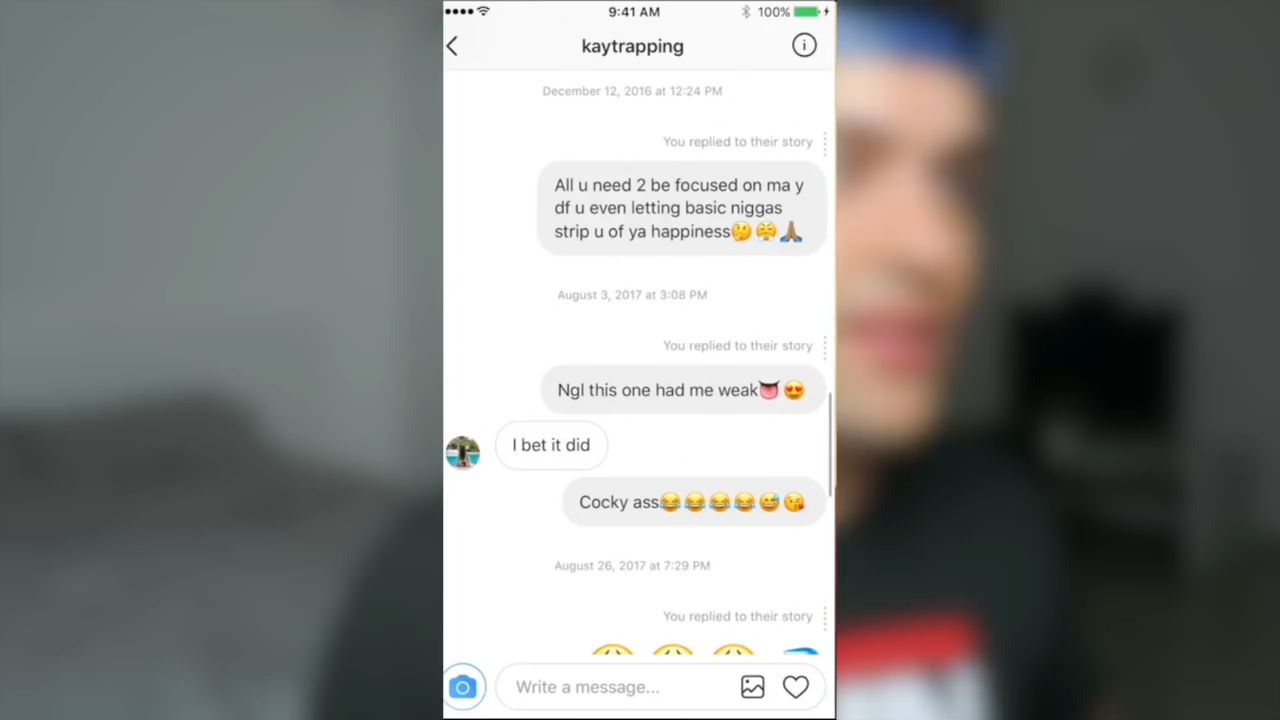 9:41 AM 100%
kaytrapping
December 12, 2016 at 12:24 PM
You replied to their story
All u need 2 be focused on ma y
df u even letting basic niggas
strip u of ya happiness🤔😤🙏🏽
August 3, 2017 at 3:08 PM
You replied to their story
Ngl this one had me weak👅😍
I bet it did
Cocky ass😂😂😂😂😅😘
August 26, 2017 at 7:29 PM
You replied to their story
Write a message...